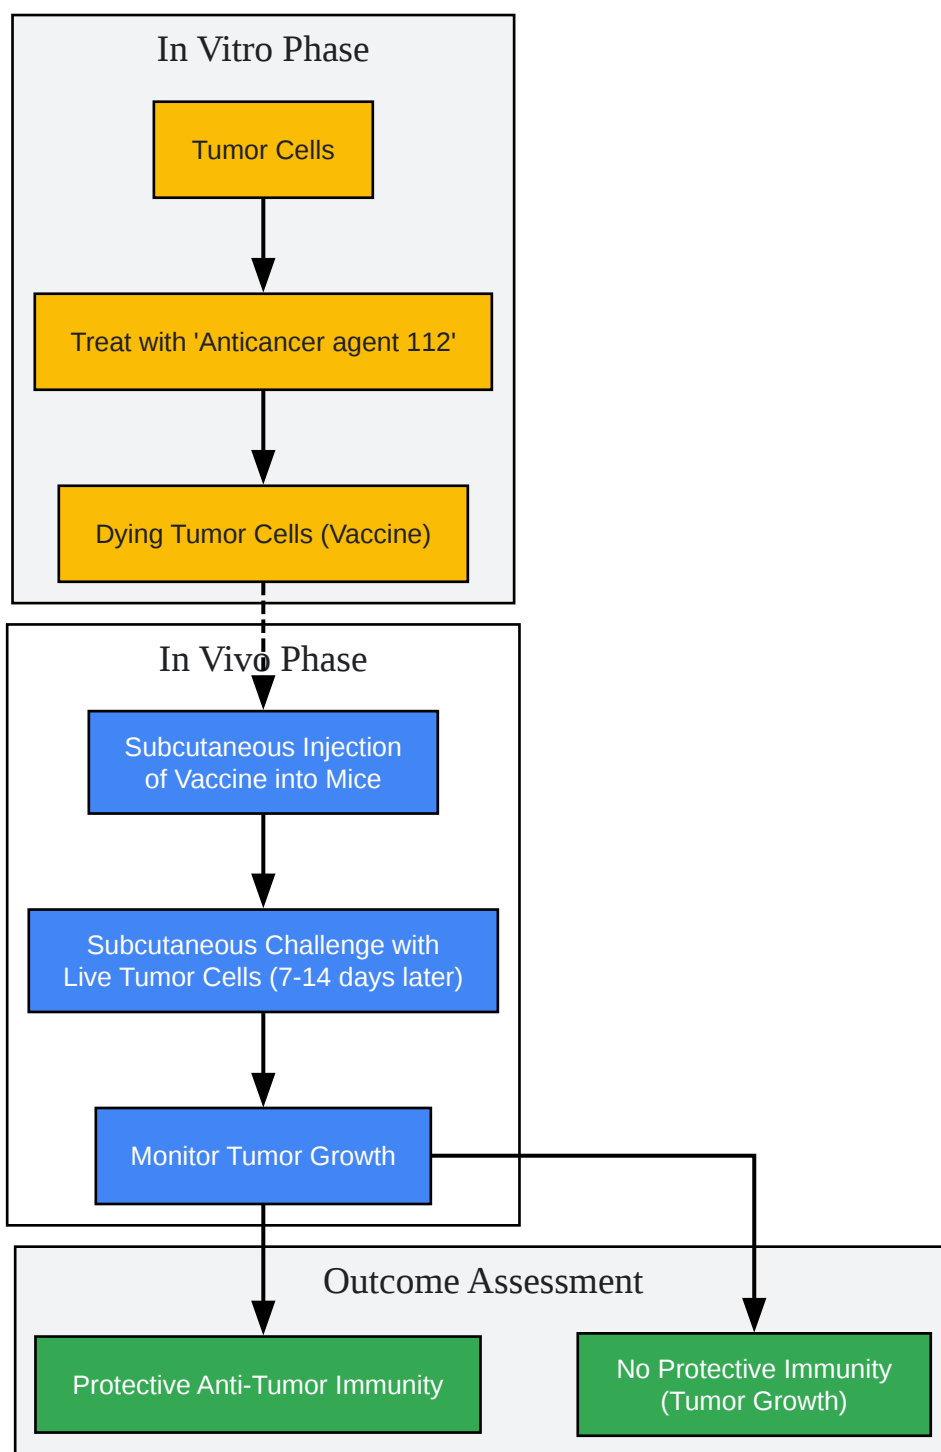 In Vitro Phase
Tumor Cells
Treat with 'Anticancer agent 112'
Dying Tumor Cells (Vaccine)
In Vivo Phase
Subcutaneous Injection
of Vaccine into Mice
Subcutaneous Challenge with
Live Tumor Cells (7-14 days later)
Monitor Tumor Growth
Outcome Assessment
Protective Anti-Tumor Immunity
No Protective Immunity
(Tumor Growth)